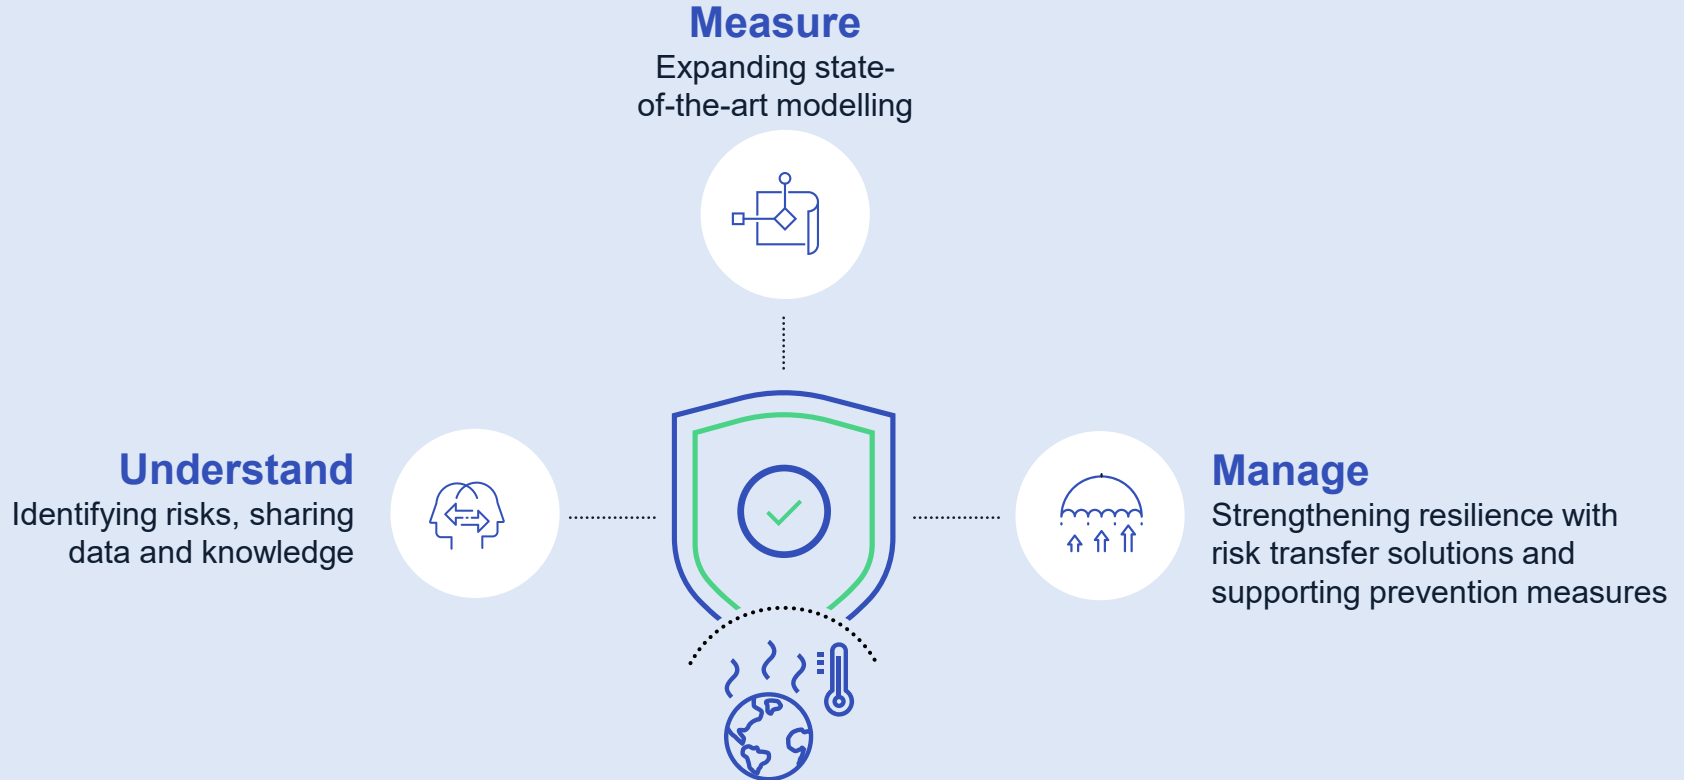 Measure
Expanding state-
of-the-art modelling
Understand
Identifying risks, sharing
data and knowledge
Manage
Strengthening resilience with
risk transfer solutions and
supporting prevention measures